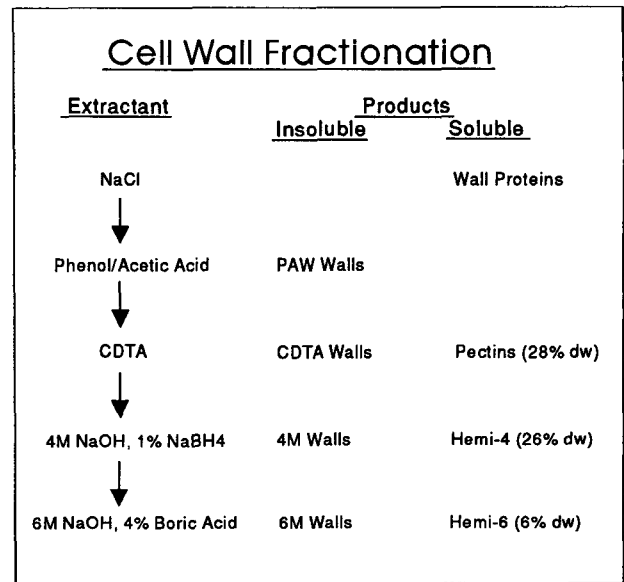 Cell Wall Fractionation
Extractant Products
Insoluble Soluble
NaCl Wall Proteins
Phenol/Acetic Acid PAW Walls
CDTA CDTA Walls Pectins (28% dw)
4M NaOH, 1% NaBH4 4M Walls Hemi-4 (26% dw)
6M NaOH, 4% Boric Acid 6M Walls Hemi-6 (6% dw)